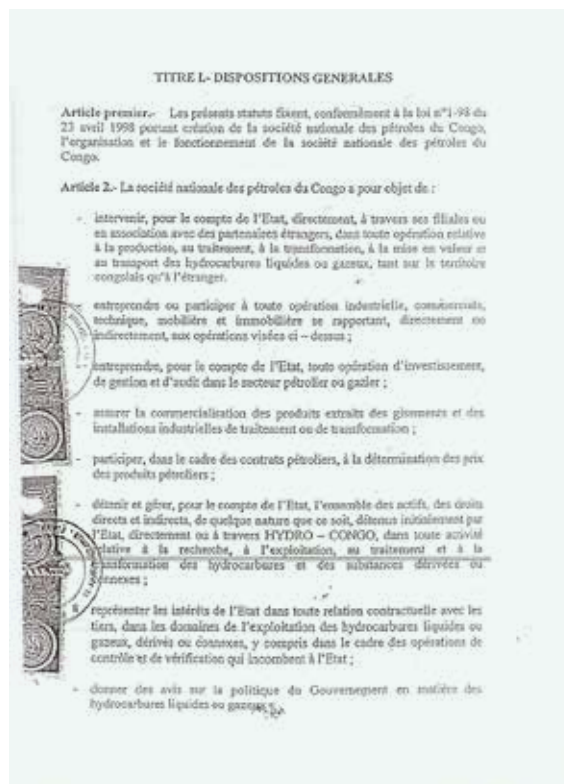 TITRE I.- DISPOSITIONS GENERALES
Article premier.- Les présents statuts fixent, conformément à la loi n°1-98 du
23 avril 1998 portant création de la société nationale des pétroles du Congo,
l'organisation et le fonctionnement de la société nationale des pétroles du
Congo.
Article 2.- La société nationale des pétroles du Congo a pour objet de :
- intervenir, pour le compte de l'Etat, directement, à travers ses filiales ou
en association avec des partenaires étrangers, dans toute opération relative
à la production, au traitement, à la transformation, à la mise en valeur et
au transport des hydrocarbures liquides ou gazeux, tant sur le territoire
congolais qu'à l'étranger.
- entreprendre ou participer à toute opération industrielle, commerciale,
technique, mobilière et immobilière se rapportant, directement ou
indirectement, aux opérations visées ci – dessus ;
entreprendre, pour le compte de l'Etat, toute opération d'investissement,
de gestion et d'audit dans le secteur pétrolier ou gazier ;
- assurer la commercialisation des produits extraits des gisements et des
installations industrielles de traitement ou de transformation ;
- participer, dans le cadre des contrats pétroliers, à la détermination des prix
des produits pétroliers ;
- détenir et gérer, pour le compte de l'Etat, l'ensemble des actifs, des droits
directs et indirects, de quelque nature que ce soit, détenus initialement par
l'Etat, directement ou à travers HYDRO – CONGO, dans toute activité
relative à la recherche, à l'exploitation, au traitement et à la
transformation des hydrocarbures et des substances dérivées ou
connexes ;
représenter les intérêts de l'Etat dans toute relation contractuelle avec les
tiers, dans les domaines de l'exploitation des hydrocarbures liquides ou
gazeux, dérivés ou connexes, y compris dans le cadre des opérations de
contrôle et de vérification qui incombent à l'Etat ;
- donner des avis sur la politique du Gouvernement en matière des
hydrocarbures liquides ou gazeux